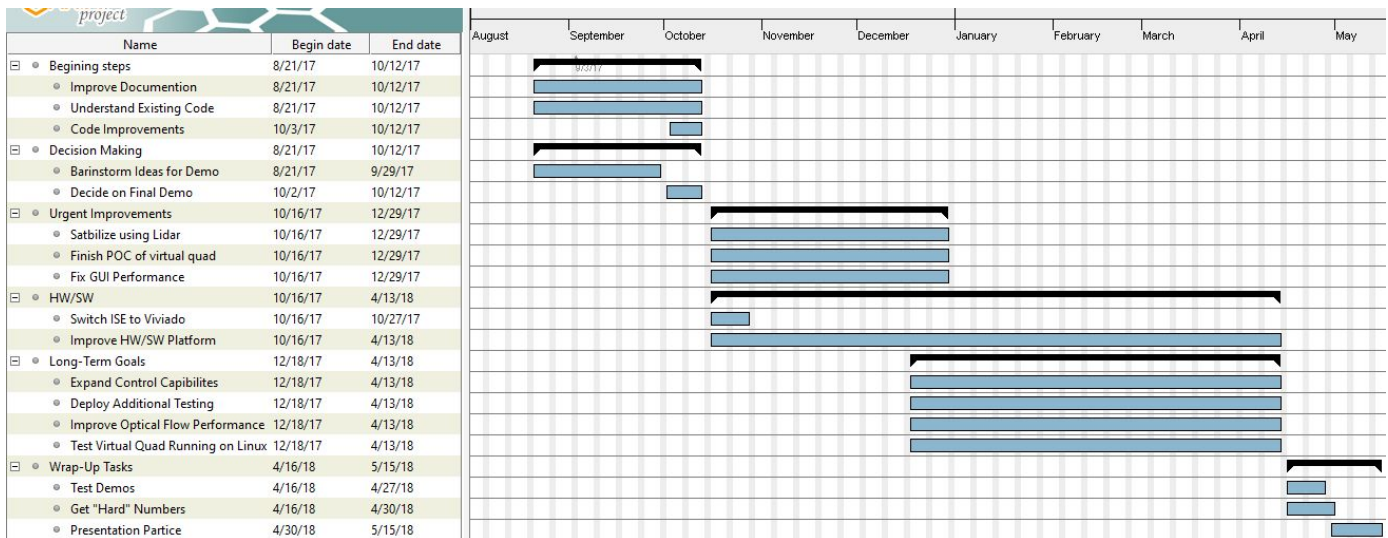 project
August September October November December January February March April May
Name Begin date End date
Begining steps 8/21/17 10/12/17
Improve Documention 8/21/17 10/12/17
Understand Existing Code 8/21/17 10/12/17
Code Improvements 10/3/17 10/12/17
Decision Making 8/21/17 10/12/17
Barinstorm Ideas for Demo 8/21/17 9/29/17
Decide on Final Demo 10/2/17 10/12/17
Urgent Improvements 10/16/17 12/29/17
Satbilize using Lidar 10/16/17 12/29/17
Finish POC of virtual quad 10/16/17 12/29/17
Fix GUI Performance 10/16/17 12/29/17
HW/SW 10/16/17 4/13/18
Switch ISE to Viviado 10/16/17 10/27/17
Improve HW/SW Platform 10/16/17 4/13/18
Long-Term Goals 12/18/17 4/13/18
Expand Control Capibilites 12/18/17 4/13/18
Deploy Additional Testing 12/18/17 4/13/18
Improve Optical Flow Performance 12/18/17 4/13/18
Test Virtual Quad Running on Linux 12/18/17 4/13/18
Wrap-Up Tasks 4/16/18 5/15/18
Test Demos 4/16/18 4/27/18
Get "Hard" Numbers 4/16/18 4/30/18
Presentation Partice 4/30/18 5/15/18